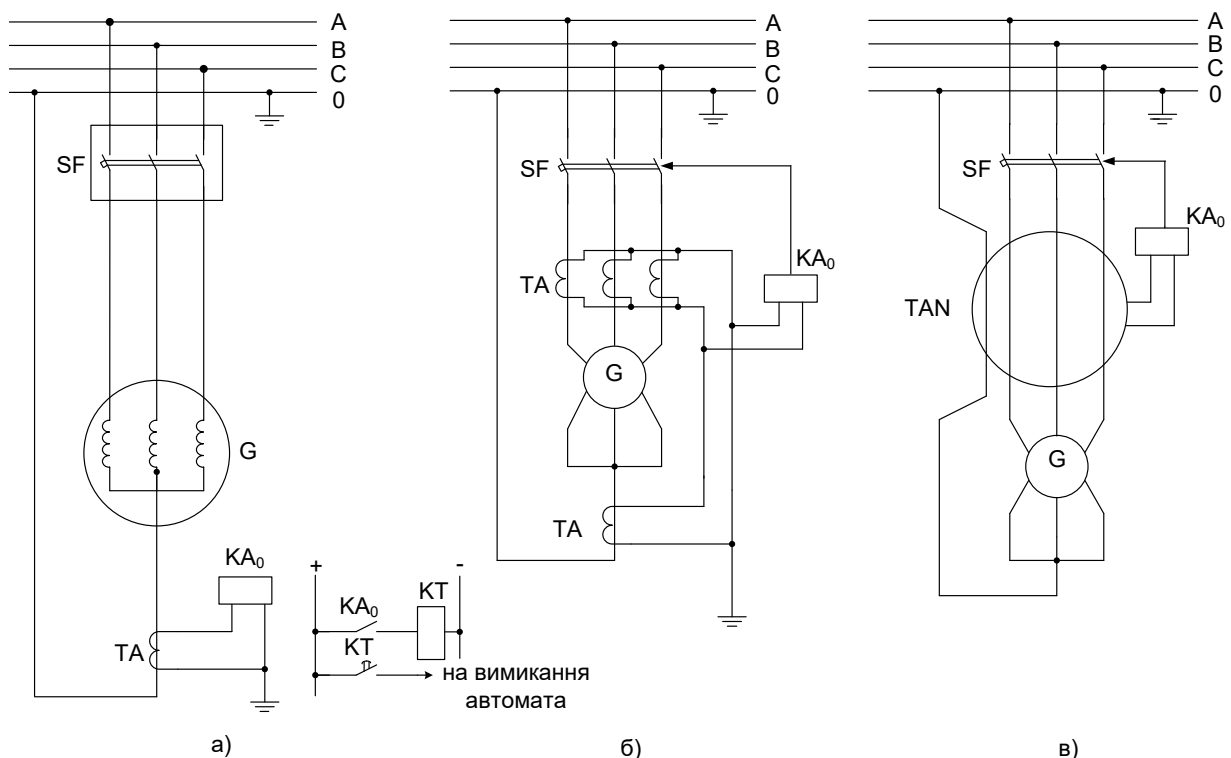 A
B
C
0
SF
G
KA₀
TA
+
-
KA₀
KT
KT
на вимикання
автомата
а)
A
B
C
0
SF
KA₀
TA
G
TA
б)
A
B
C
0
SF
KA₀
TAN
G
в)